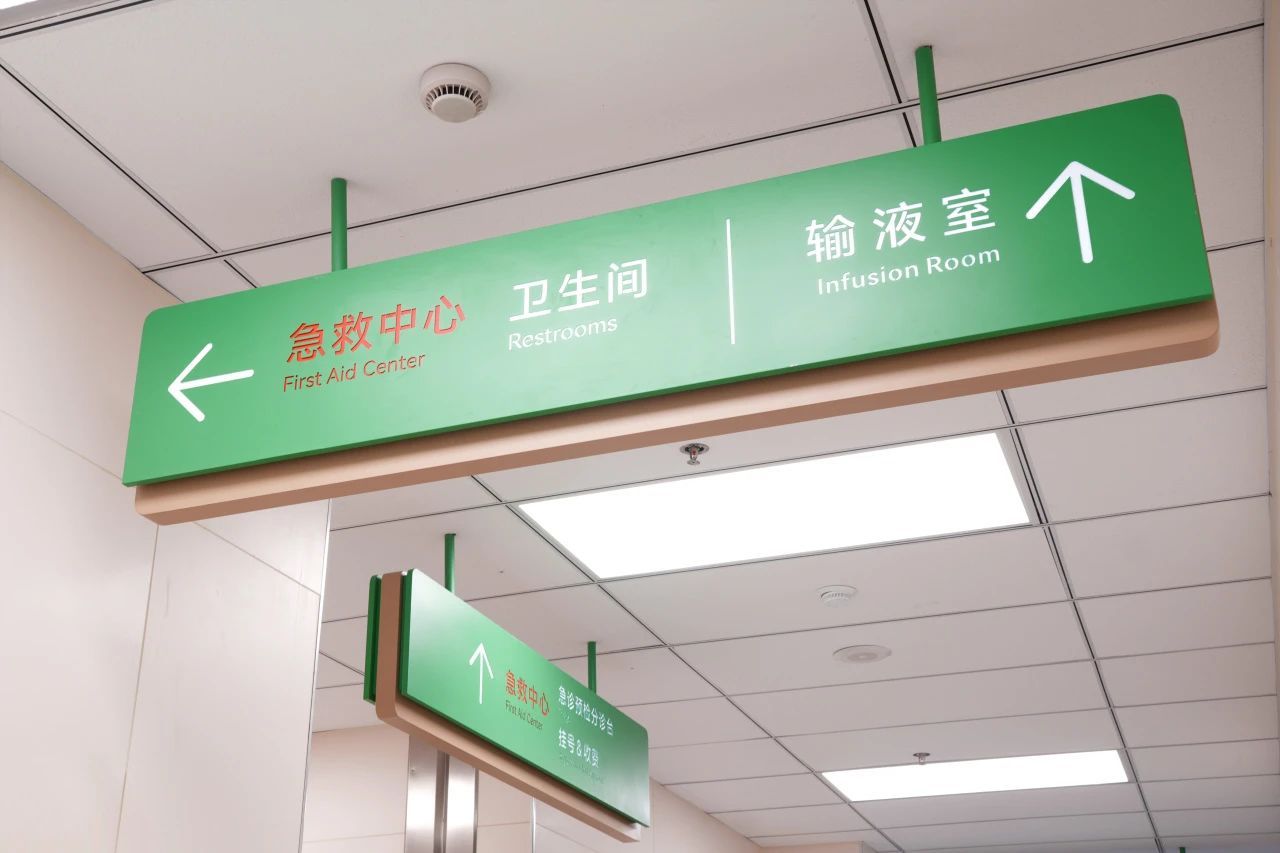 急救中心
First Aid Center
卫生间
Restrooms
输液室
Infusion Room
急救中心
First Aid Center
急诊预检分诊台
挂号&收费